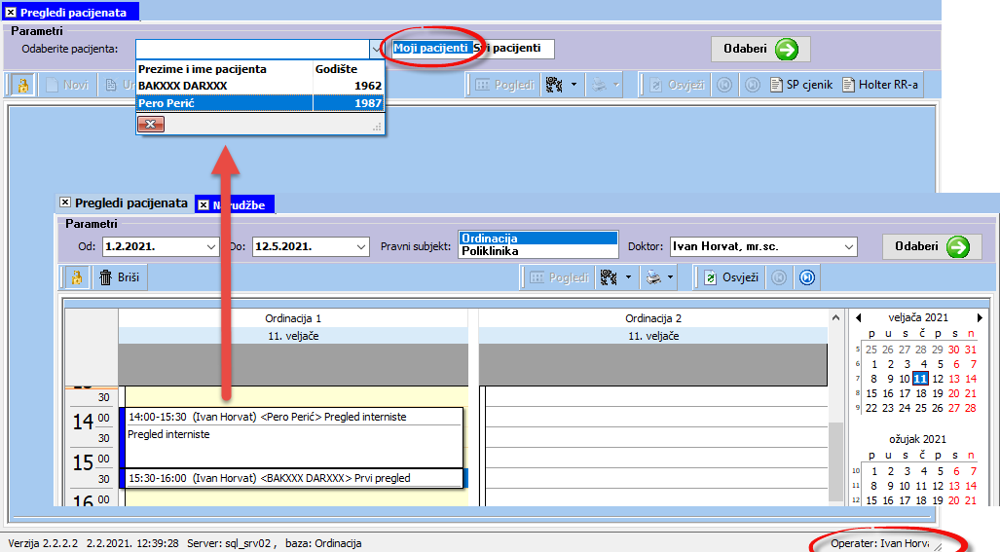 Pregledi pacijenata
Parametri
Odaberite pacijenta:
Moji pacijenti
pacijenti
Odaberi
Novi
Pogledi
Osvježi
SP cjenik
Holter RR-a
Prezime i ime pacijenta Godište
BAKXXX DARXXX 1962
Pero Perić 1987
Pregledi pacijenata
Parametri
Od: 1.2.2021. Do: 12.5.2021. Pravni subjekt: Ordinacija
Poliklinika
Doktor: Ivan Horvat, mr.sc.
Odaberi
Briši
Pogledi
Osvježi
Ordinacija 1 Ordinacija 2
11. veljače 11. veljače
30
14 00
30
15 00
30
16 00
14:00-15:30 (Ivan Horvat) <Pero Perić> Pregled interniste
Pregled interniste
15:30-16:00 (Ivan Horvat) <BAKXXX DARXXX> Prvi pregled
veljača 2021
p u s č p s n
5 25 26 27 28 29 30 31
6 1 2 3 4 5 6 7
7 8 9 10 11 12 13 14
8 15 16 17 18 19 20 21
9 22 23 24 25 26 27 28
ožujak 2021
p u s č p s n
10 1 2 3 4 5 6 7
11 8 9 10 11 12 13 14
12 15 16 17 18 19 20 21
Verzija 2.2.2.2 2.2.2021. 12:39:28 Server: sql_srv02 , baza: Ordinacija
Operater: Ivan Horv